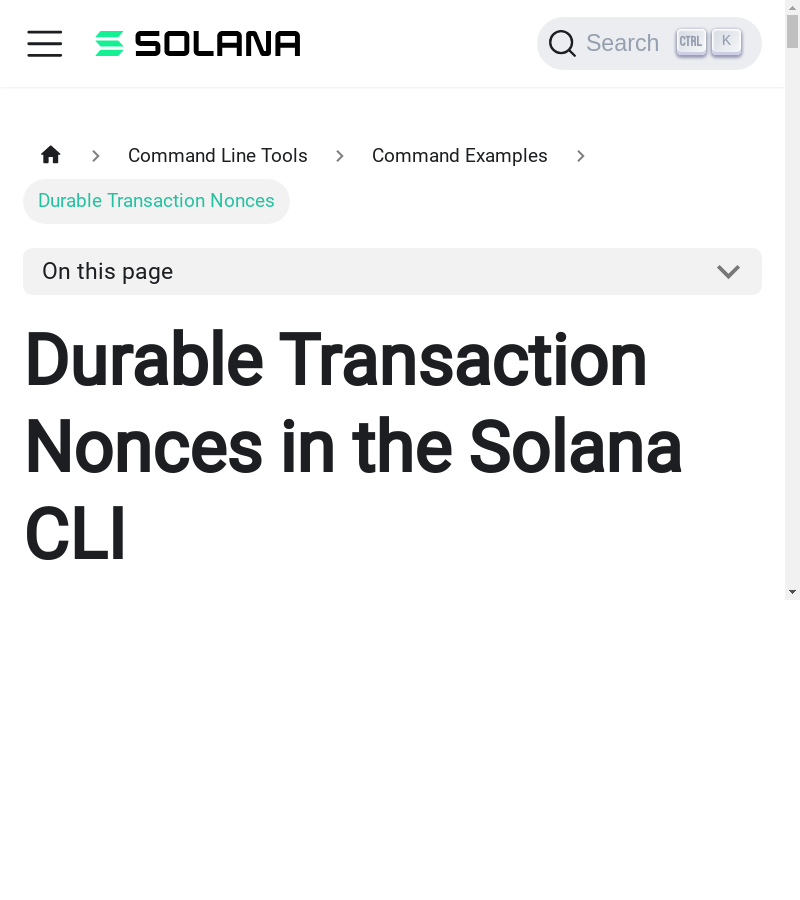 SOLANA
Search CTRL K
Command Line Tools
Command Examples
Durable Transaction Nonces
On this page
Durable Transaction
Nonces in the Solana
CLI